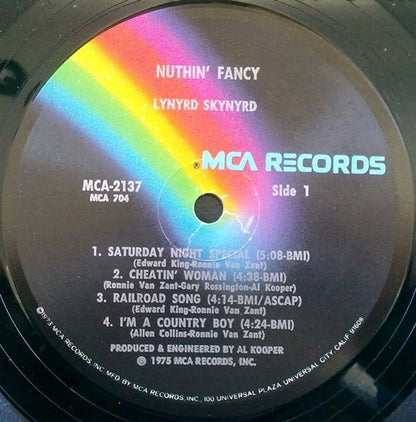 NUTHIN' FANCY
LYNYRD SKYNYRD
®MCA RECORDS
MCA-2137
MCA 704
Side 1
1. SATURDAY NIGHT SPECIAL (5:08-BMI)
(Edward King-Ronnie Van Zant)
2. CHEATIN' WOMAN (4:38-BMI)
(Ronnie Van Zant-Gary Rossington-Al Kooper)
3. RAILROAD SONG (4:14-BMI/ASCAP)
(Edward King-Ronnie Van Zant)
4. I'M A COUNTRY BOY (4:24-BMI)
(Allen Collins-Ronnie Van Zant)
PRODUCED & ENGINEERED BY AL KOOPER
Ⓟ 1975 MCA RECORDS, INC.
©1973 MCA RECORDS, INC. MFD BY MCA RECORDS, INC., 100 UNIVERSAL PLAZA UNIVERSAL CITY, CALIF. 91608